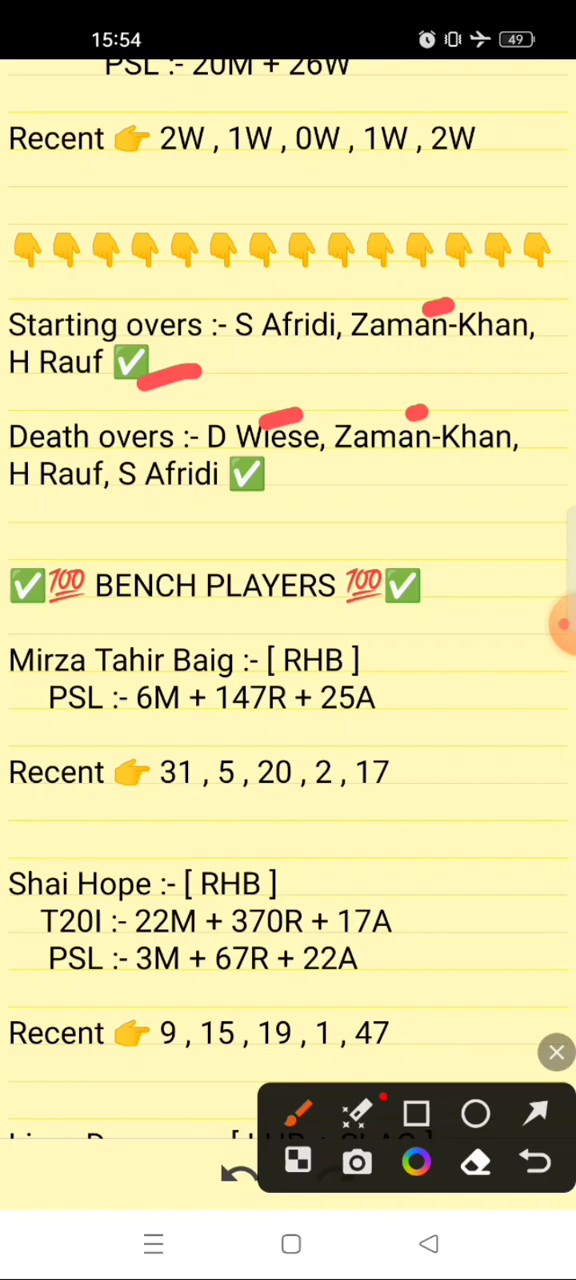 15:54
49
PSL :- 20M + 26W
Recent 👉 2W , 1W , 0W , 1W , 2W
👇👇👇👇👇👇👇👇👇👇👇👇👇👇
Starting overs :- S Afridi, Zaman-Khan,
H Rauf ✅
Death overs :- D Wiese, Zaman-Khan,
H Rauf, S Afridi ✅
✅💯 BENCH PLAYERS 💯✅
Mirza Tahir Baig :- [ RHB ]
PSL :- 6M + 147R + 25A
Recent 👉 31 , 5 , 20 , 2 , 17
Shai Hope :- [ RHB ]
T20I :- 22M + 370R + 17A
PSL :- 3M + 67R + 22A
Recent 👉 9 , 15 , 19 , 1 , 47